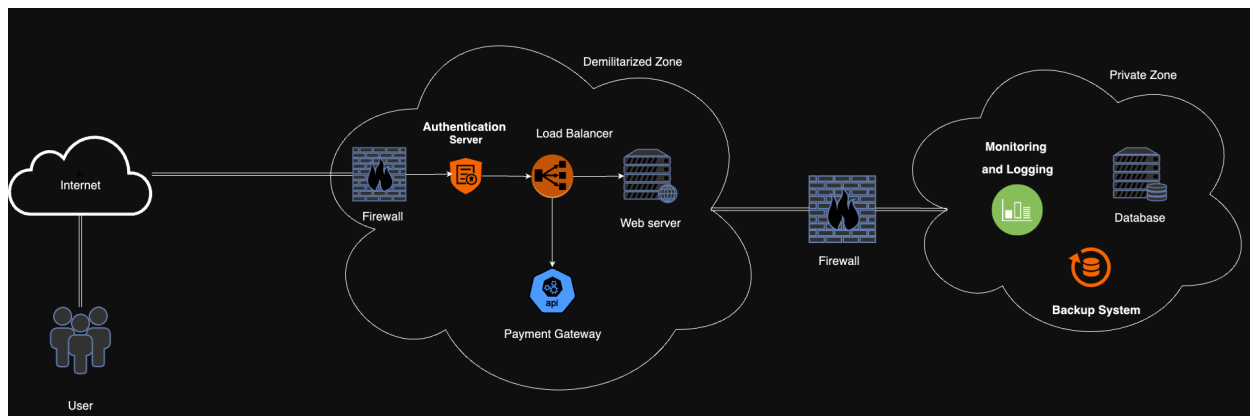 Demilitarized Zone
Private Zone
Authentication
Server
Load Balancer
Monitoring
and Logging
Internet
Firewall
Web server
Database
Firewall
api
Backup System
Payment Gateway
User